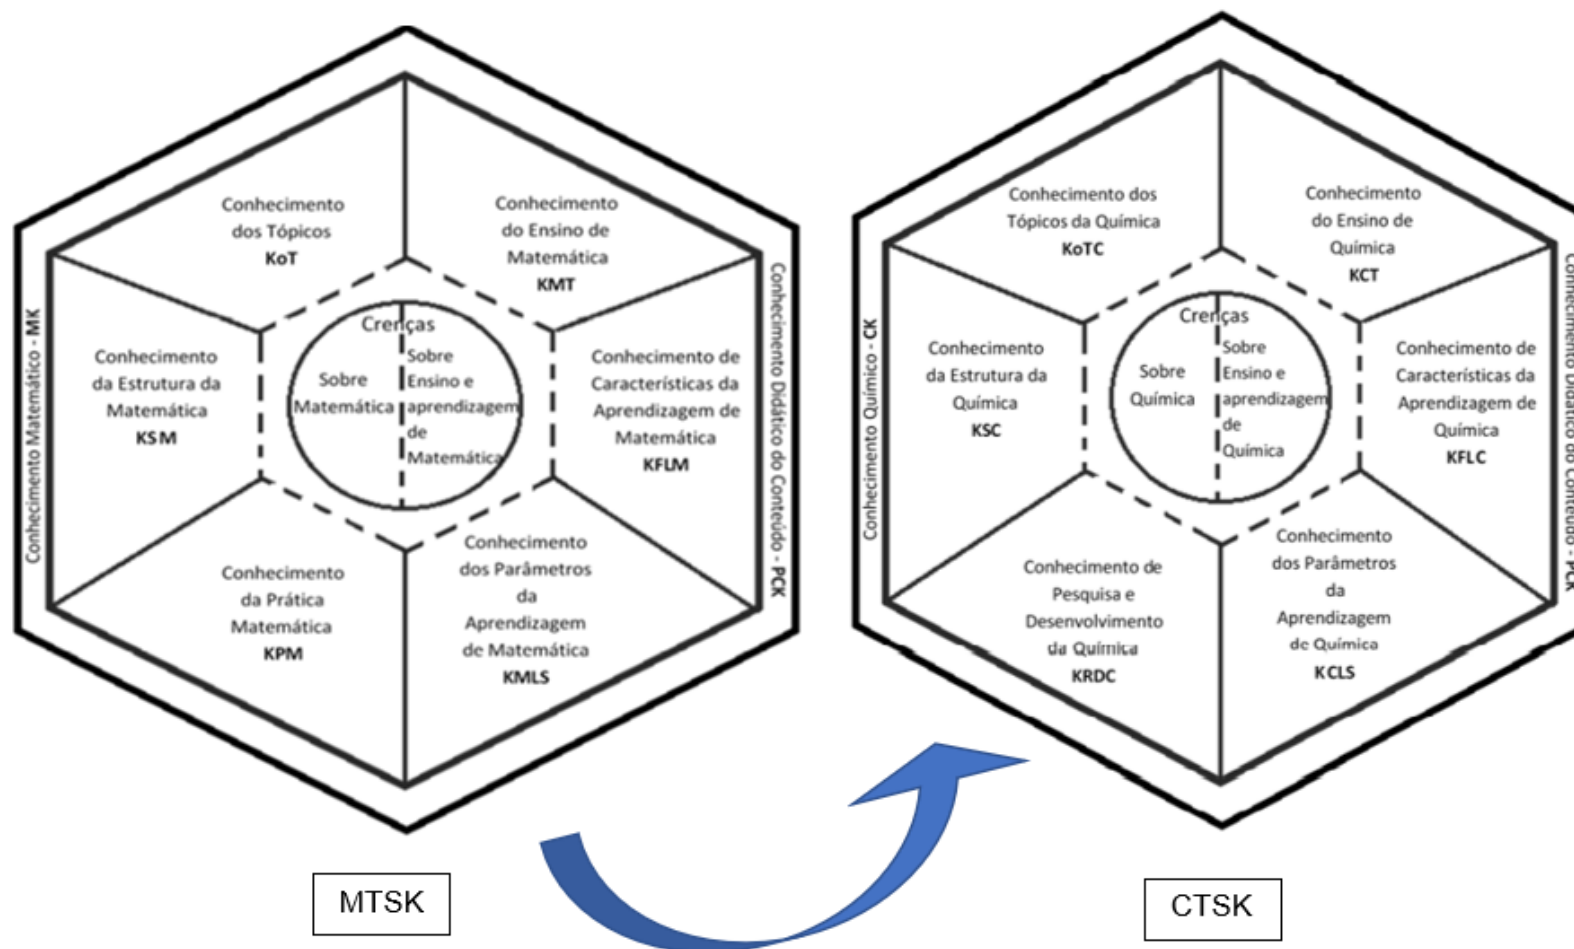 Conhecimento
dos Tópicos
KoT
Conhecimento
do Ensino de
Matemática
KMT
Conhecimento Matemático - MK
Conhecimento
da Estrutura da
Matemática
KSM
Crenças
Sobre
Matemática
Sobre
Ensino e
aprendizagem
de
Matemática
Conhecimento de
Características da
Aprendizagem de
Matemática
KFLM
Conhecimento Didático do Conteúdo - PCK
Conhecimento
da Prática
Matemática
KPM
Conhecimento
dos Parâmetros
da
Aprendizagem
de Matemática
KMLS
MTSK
Conhecimento dos
Tópicos da Química
KoTC
Conhecimento
do Ensino de
Química
KCT
Conhecimento Químico - CK
Conhecimento
da Estrutura da
Química
KSC
Crenças
Sobre
Química
Sobre
Ensino e
aprendizagem
de
Química
Conhecimento de
Características da
Aprendizagem de
Química
KFLC
Conhecimento Didático do Conteúdo - PCK
Conhecimento de
Pesquisa e
Desenvolvimento
da Química
KRDC
Conhecimento
dos Parâmetros
da
Aprendizagem
de Química
KCLS
CTSK